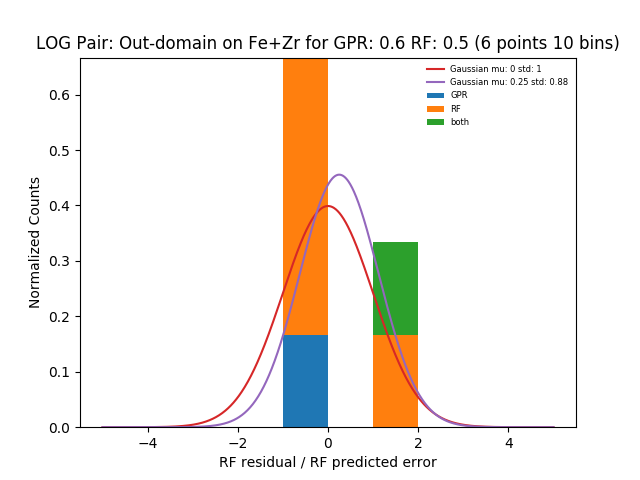 LOG Pair: Out-domain on Fe+Zr for GPR: 0.6 RF: 0.5 (6 points 10 bins)
Gaussian mu: 0 std: 1
Gaussian mu: 0.25 std: 0.88
GPR
RF
both
Normalized Counts
0.6
0.5
0.4
0.3
0.2
0.1
0.0
−4 −2 0 2 4
RF residual / RF predicted error